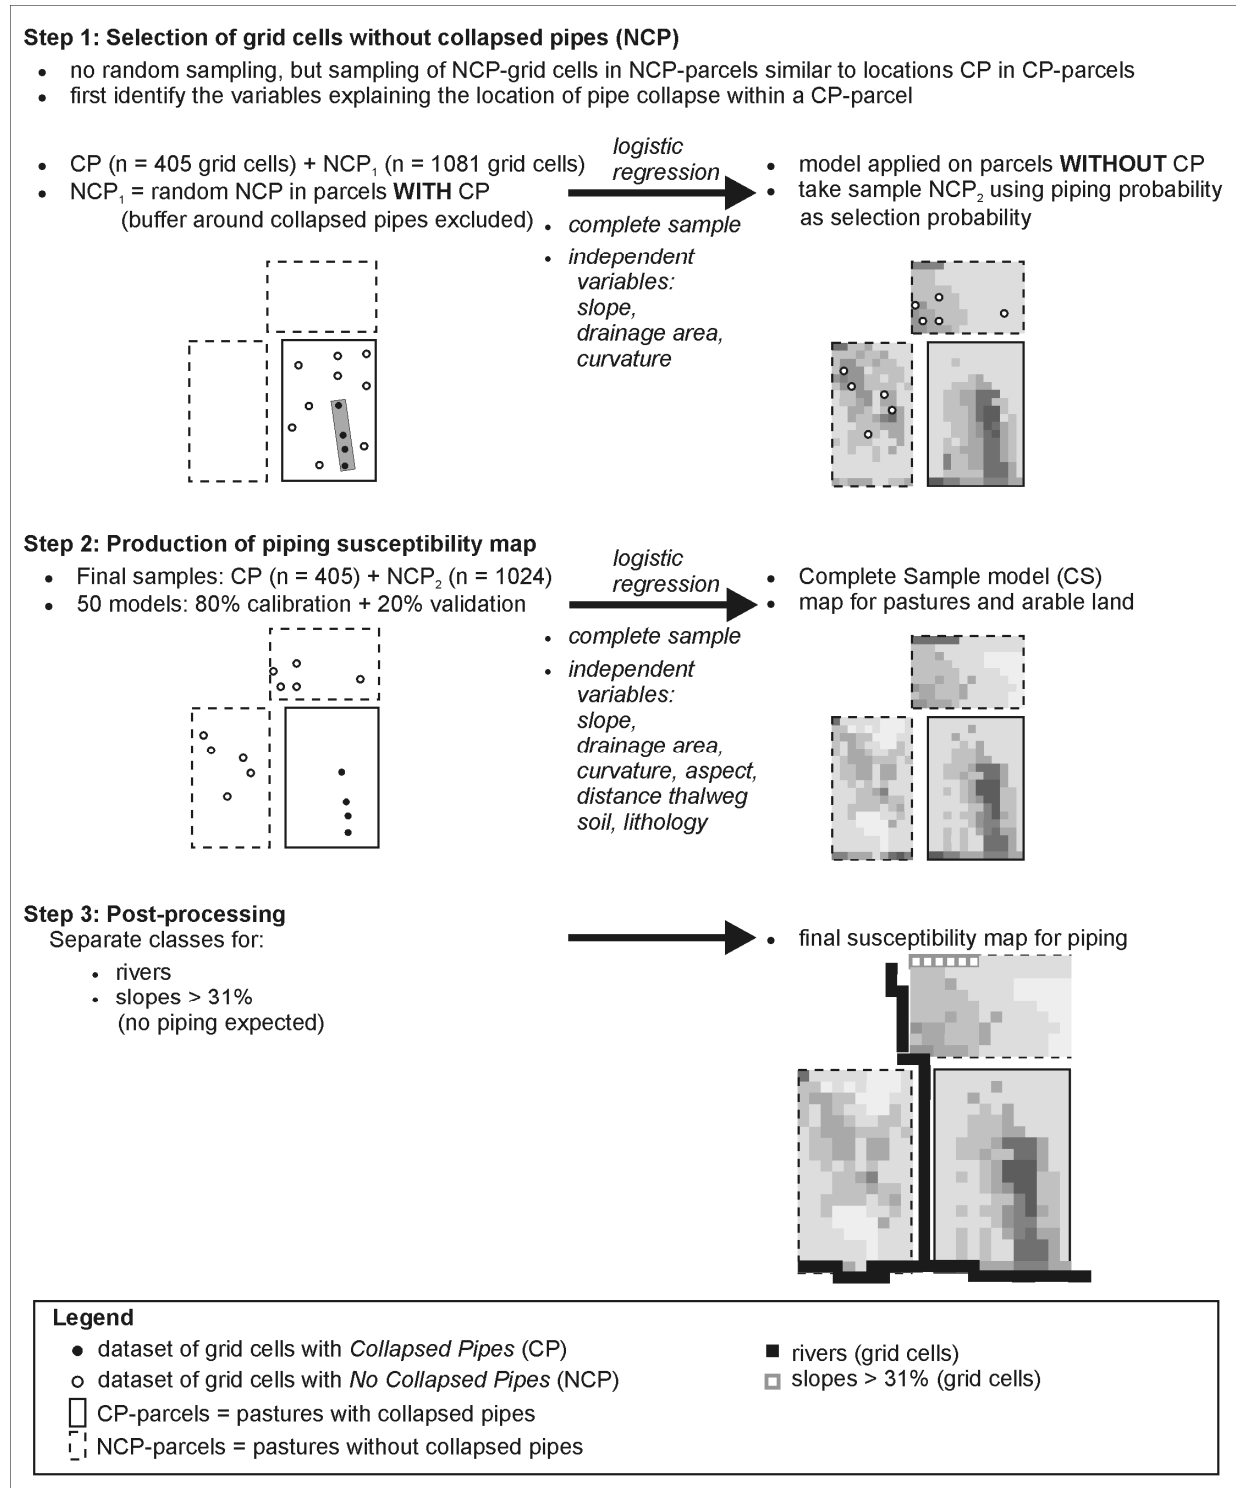 Step 1: Selection of grid cells without collapsed pipes (NCP)
• no random sampling, but sampling of NCP-grid cells in NCP-parcels similar to locations CP in CP-parcels
• first identify the variables explaining the location of pipe collapse within a CP-parcel
• CP (n = 405 grid cells) + NCP₁ (n = 1081 grid cells)
• NCP₁ = random NCP in parcels WITH CP
(buffer around collapsed pipes excluded)
logistic
regression
• complete sample
• independent
variables:
slope,
drainage area,
curvature
• model applied on parcels WITHOUT CP
• take sample NCP₂ using piping probability
as selection probability
Step 2: Production of piping susceptibility map
• Final samples: CP (n = 405) + NCP₂ (n = 1024)
• 50 models: 80% calibration + 20% validation
logistic
regression
• complete sample
• independent
variables:
slope,
drainage area,
curvature, aspect,
distance thalweg
soil, lithology
• Complete Sample model (CS)
• map for pastures and arable land
Step 3: Post-processing
Separate classes for:
• rivers
• slopes > 31%
(no piping expected)
• final susceptibility map for piping
Legend
dataset of grid cells with Collapsed Pipes (CP)
dataset of grid cells with No Collapsed Pipes (NCP)
CP-parcels = pastures with collapsed pipes
NCP-parcels = pastures without collapsed pipes
rivers (grid cells)
slopes > 31% (grid cells)